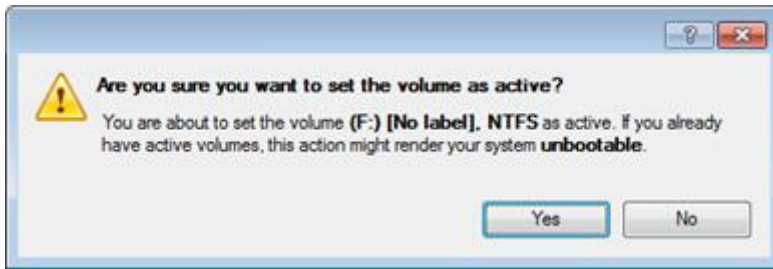 Are you sure you want to set the volume as active?
You are about to set the volume (F:) [No label], NTFS as active. If you already
have active volumes, this action might render your system unbootable.
Yes No